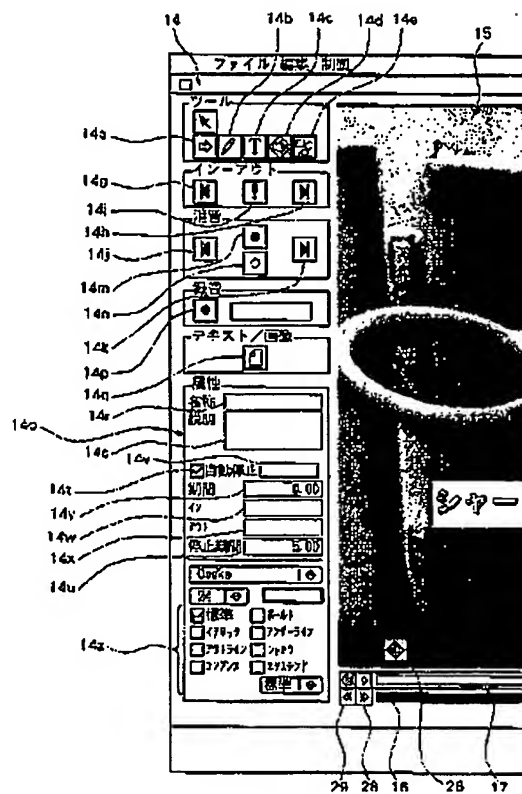 14b 14c 14d 14e
14
15
ファイル 編集 制御
ツール
14a
インーアウト
14g
14i
消音
14h
14j
14m
14n
録音
14k
14p
テキスト/画像
14q
属性
14r
名称
説明
14o
14s
14v
14t
自動停止
14y
期間 0.00
14w
イン
14x
アウト
14u
停止期間 5.00
Osaka
24
14z
標準 ボールド
イタリック アンダーライン
アウトライン シャドウ
コンデンス エクステンド
標準
シャー
29 28 16 26 17